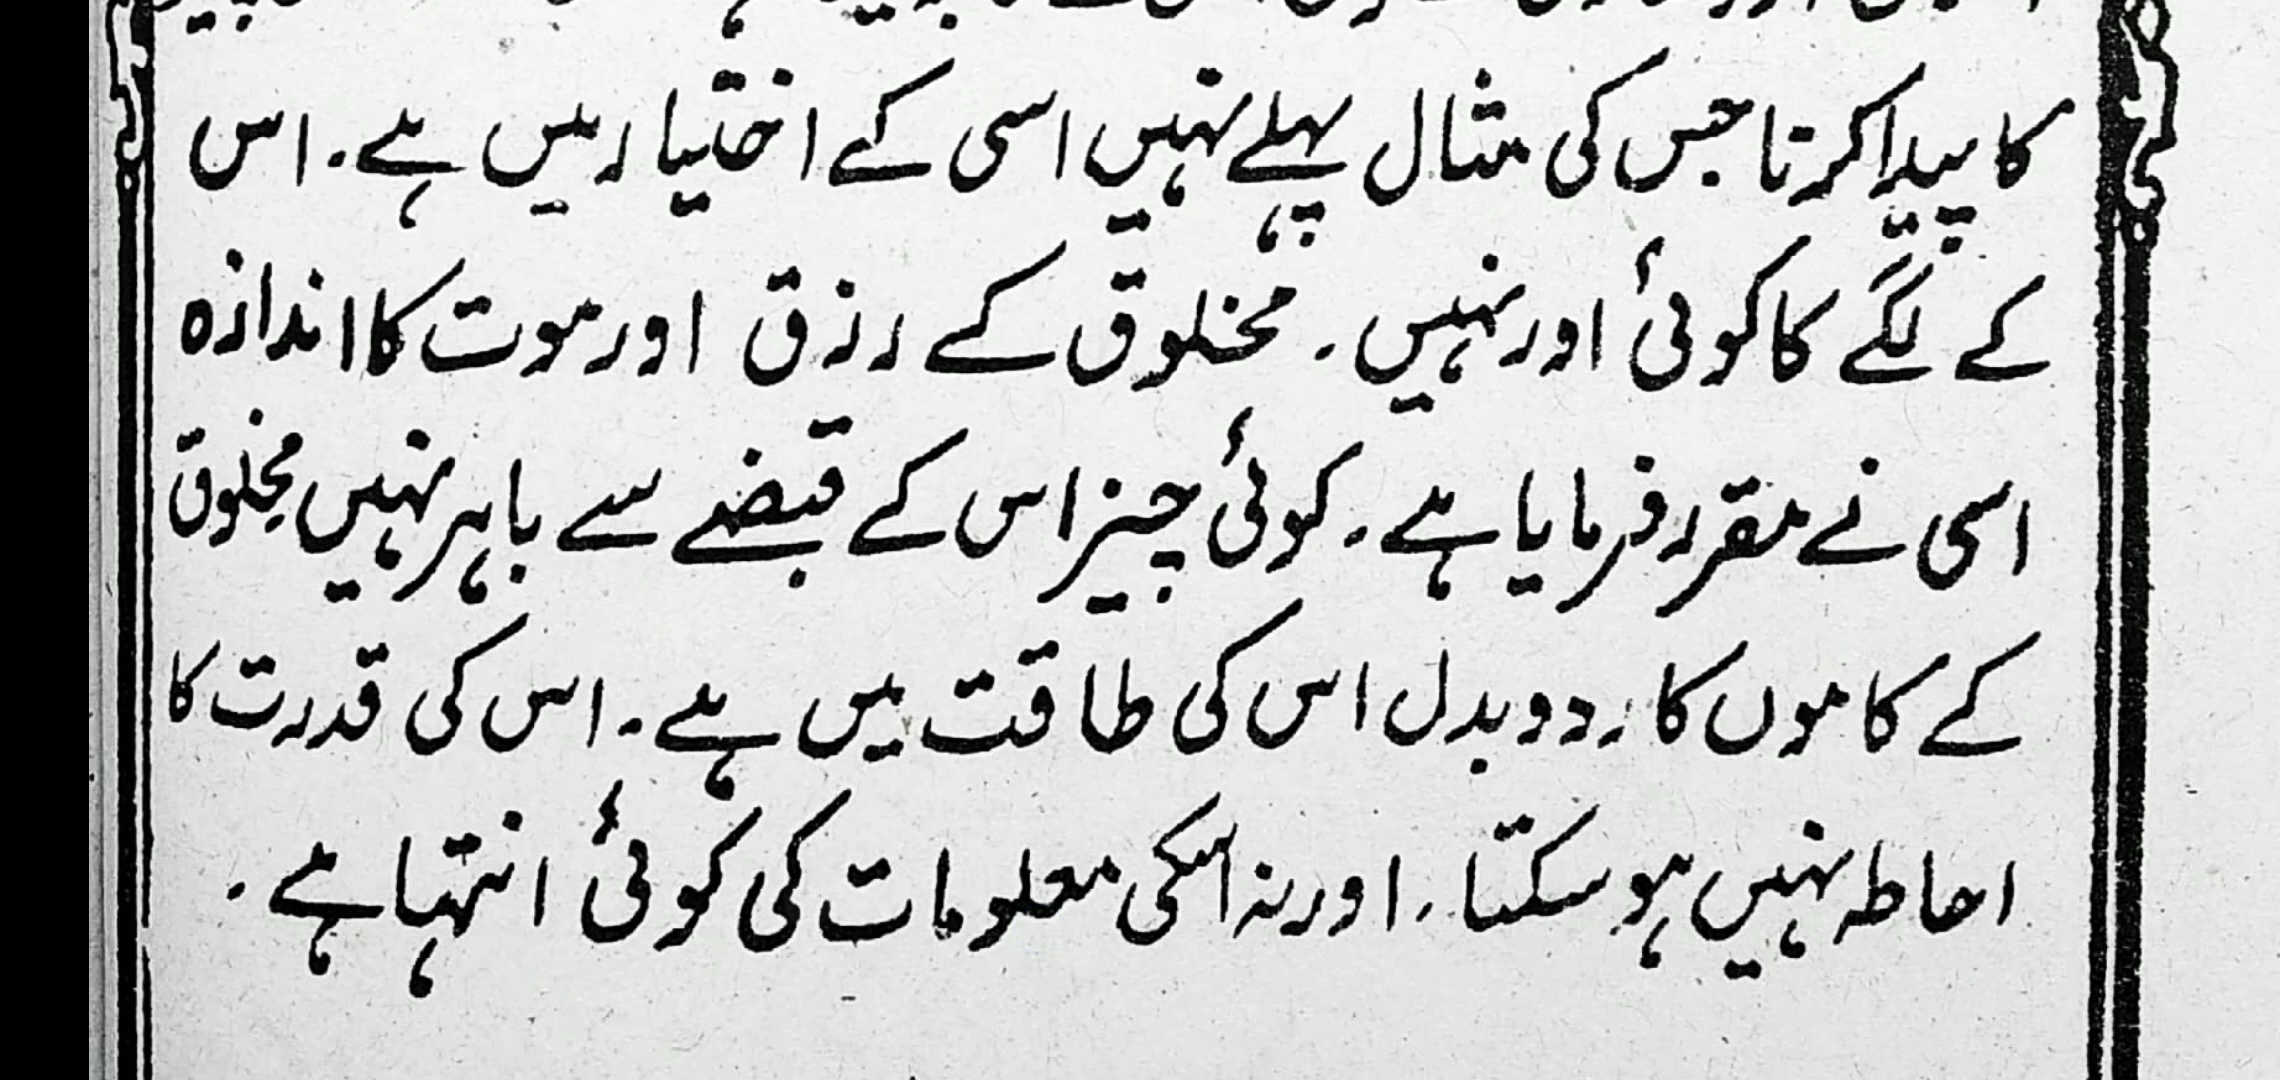 کا پیدا کرنا جس کی مثال پہلے نہیں اسی کے اختیار میں ہے۔ اس
کے لگے کا کوئی اور نہیں۔ مخلوق کے رزق اور موت کا اندازہ
اسی نے مقرر فرمایا ہے۔ کوئی چیز اس کے قبضے سے باہر نہیں مخلوق
کے کاموں کا ردوبدل اس کی طاقت میں ہے۔ اس کی قدرت کا
احاطہ نہیں ہوسکتا، اور نہ اسکی معلومات کی کوئی انتہا ہے۔